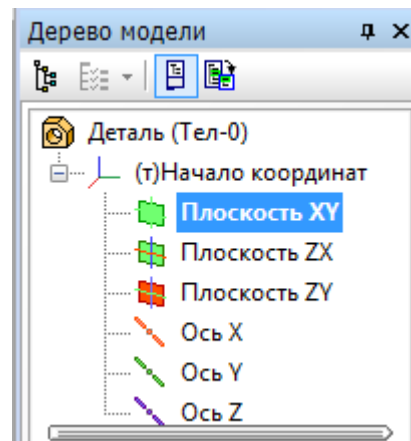 Дерево модели
Деталь (Тел-0)
(т)Начало координат
Плоскость XY
Плоскость ZX
Плоскость ZY
Ось X
Ось Y
Ось Z